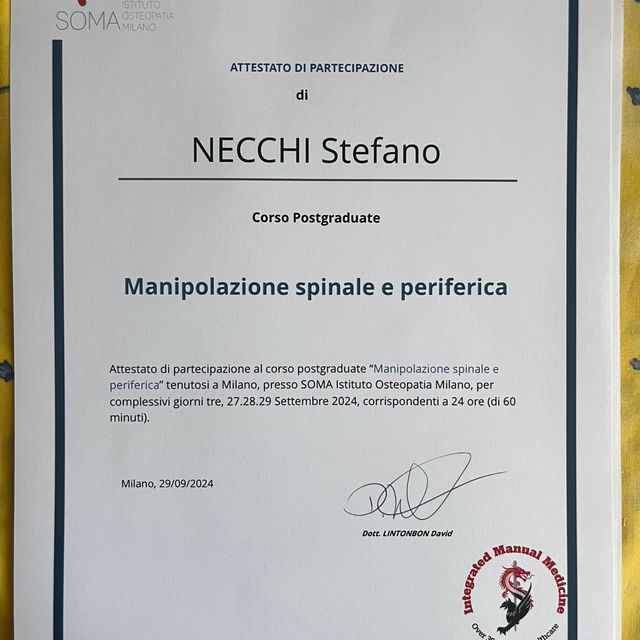 SOMA
ISTITUTO
OSTEOPATIA
MILANO
ATTESTATO DI PARTECIPAZIONE
di
NECCHI Stefano
Corso Postgraduate
Manipolazione spinale e periferica
Attestato di partecipazione al corso postgraduate “Manipolazione spinale e
periferica” tenutosi a Milano, presso SOMA Istituto Osteopatia Milano, per
complessivi giorni tre, 27.28.29 Settembre 2024, corrispondenti a 24 ore (di 60
minuti).
Milano, 29/09/2024
Dott. LINTONBON David
Integrated Manual Medicine
Over